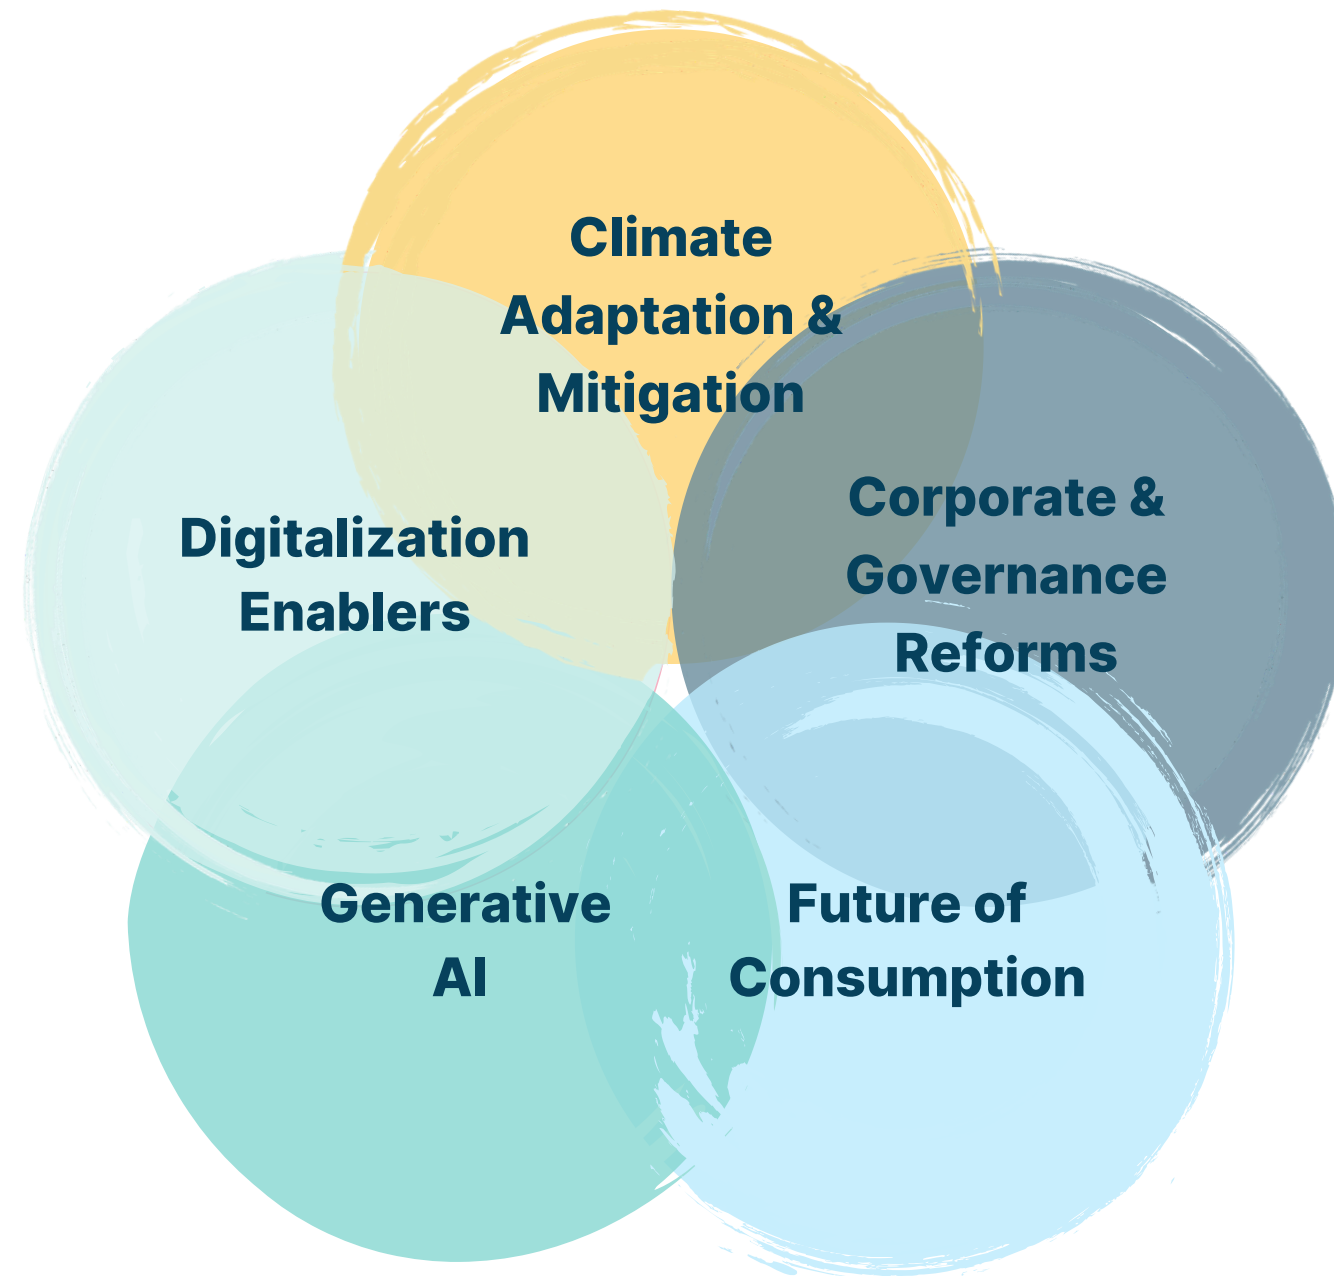 Climate
Adaptation &
Mitigation
Corporate &
Governance
Reforms
Digitalization
Enablers
Generative
AI
Future of
Consumption